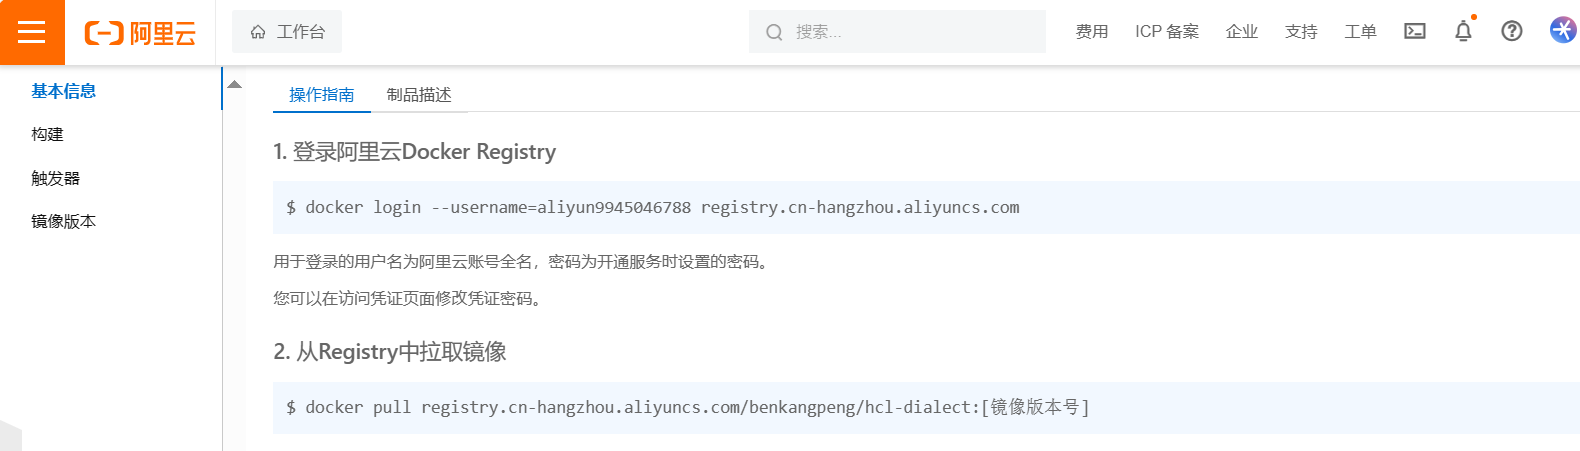 阿里云 工作台 搜索... 费用 ICP 备案 企业 支持 工单
基本信息
操作指南 制品描述
构建
1. 登录阿里云Docker Registry
触发器
$ docker login --username=aliyun9945046788 registry.cn-hangzhou.aliyuncs.com
镜像版本
用于登录的用户名为阿里云账号全名，密码为开通服务时设置的密码。
您可以在访问凭证页面修改凭证密码。
2. 从Registry中拉取镜像
$ docker pull registry.cn-hangzhou.aliyuncs.com/benkangpeng/hcl-dialect:[镜像版本号]